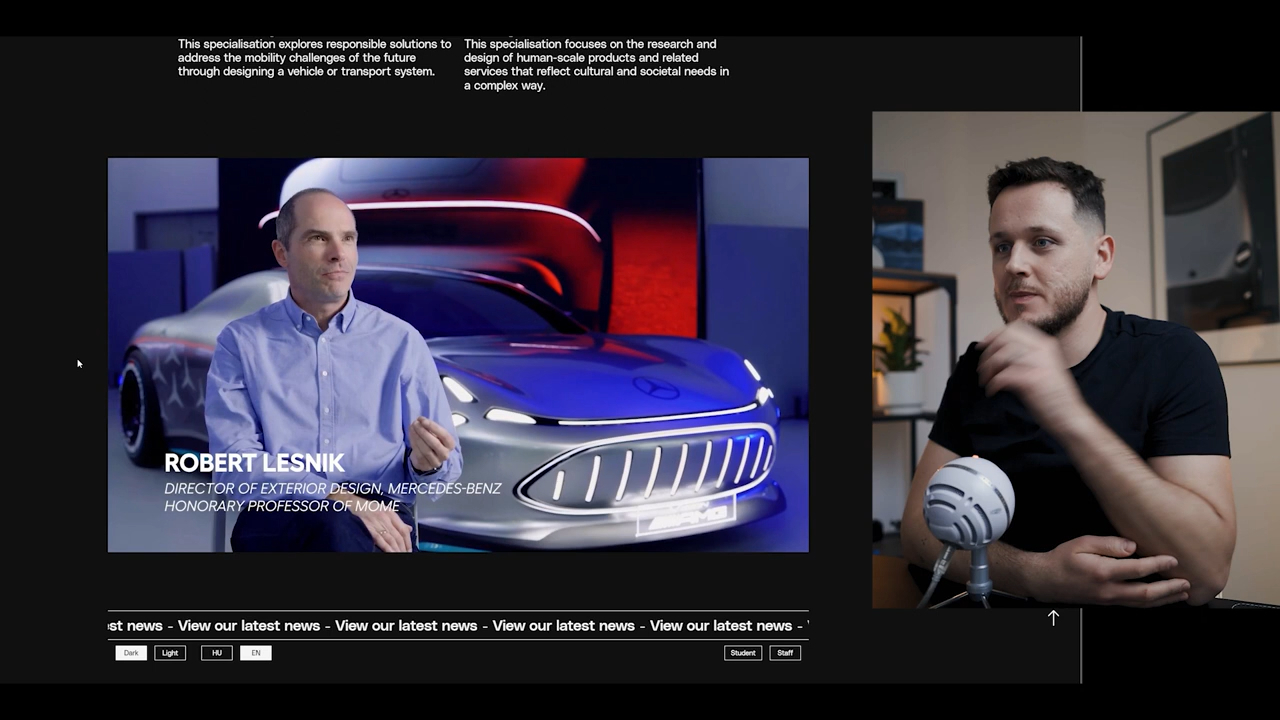 This specialisation explores responsible solutions to
address the mobility challenges of the future
through designing a vehicle or transport system.
This specialisation focuses on the research and
design of human-scale products and related
services that reflect cultural and societal needs in
a complex way.
ROBERT LESNIK
DIRECTOR OF EXTERIOR DESIGN, MERCEDES-BENZ
HONORARY PROFESSOR OF MOME
AMG
st news - View our latest news - View our latest news - View our latest news - View our latest news -
Dark Light HU EN Student Staff